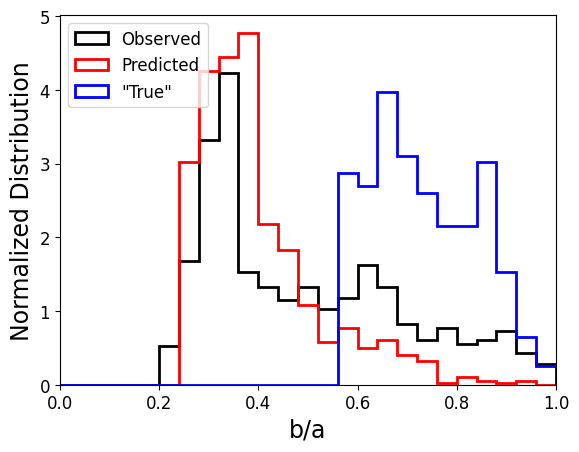 Observed
Predicted
"True"
Normalized Distribution
5
4
3
2
1
0
0.0 0.2 0.4 0.6 0.8 1.0
b/a